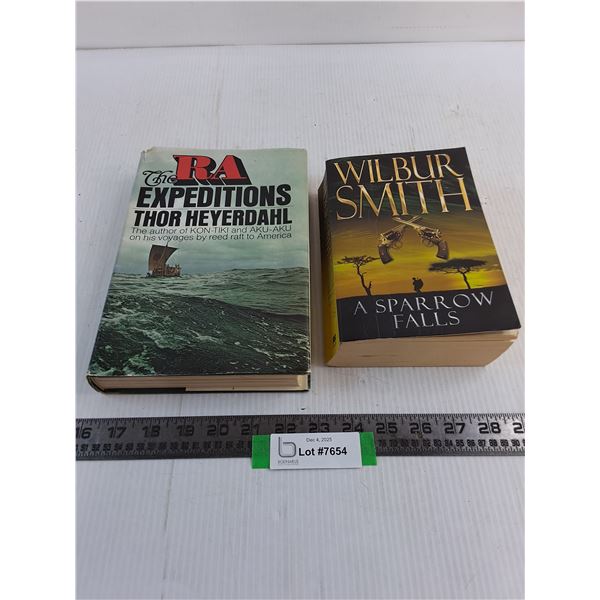 The RA
EXPEDITIONS
THOR HEYERDAHL
The author of KON-TIKI and AKU-AKU
on his voyages by reed raft to America
WILBUR
SMITH
A SPARROW
FALLS
16 17 18 19 20 21 22 23 24 25 26 27 28
Dec 4, 2025
Lot #7654